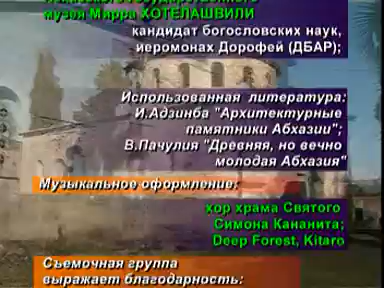 музея Мирра ХОТЕЛАШВИЛИ
кандидат богословских наук,
иеромонах Дорофей (ДБАР);
Использованная литература:
И.Адзинба "Архитектурные
памятники Абхазии";
В.Пачулия "Древняя, но вечно
молодая Абхазия"
Музыкальное оформление:
хор храма Святого
Симона Кананита;
Deep Forest, Kitaro
Съемочная группа
выражает благодарность: